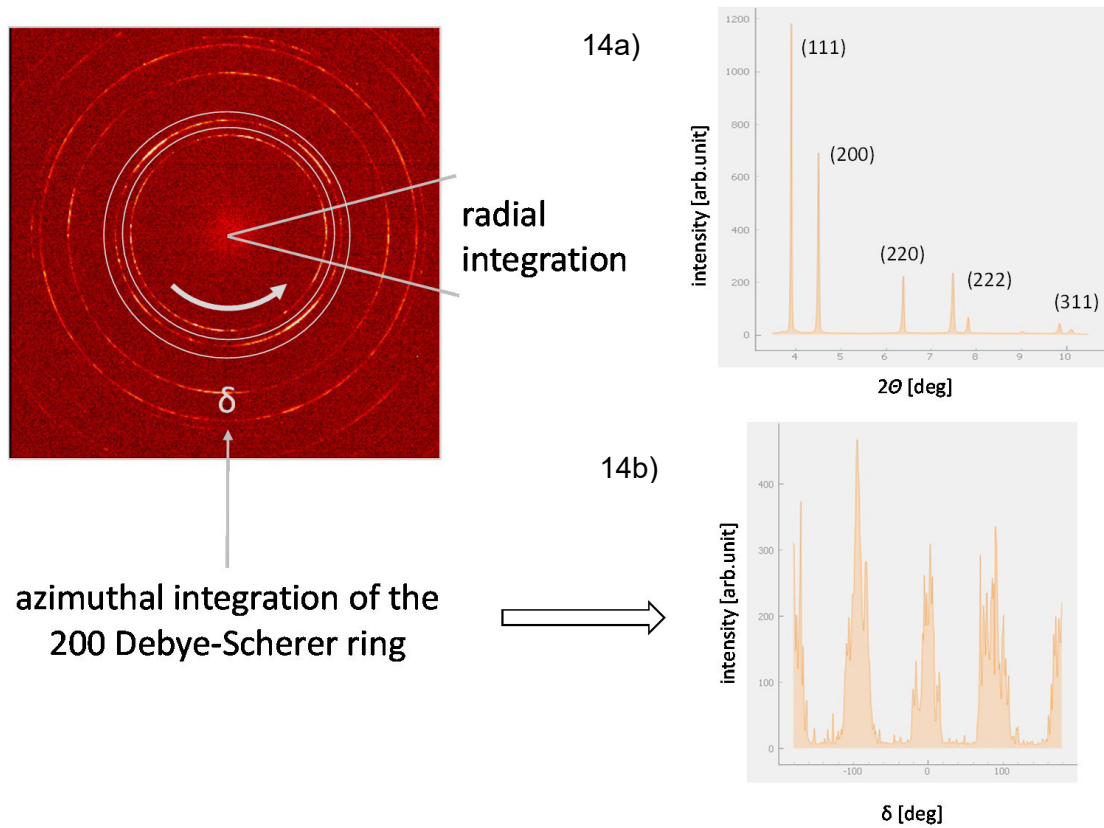 14a)
1200
1000
800
600
400
200
0
intensity [arb.unit]
(111)
(200)
(220)
(222)
(311)
4 5 6 7 8 9 10
2Θ [deg]
radial
integration
δ
azimuthal integration of the
200 Debye-Scherer ring
14b)
400
300
200
100
0
intensity [arb.unit]
-100 0 100
δ [deg]